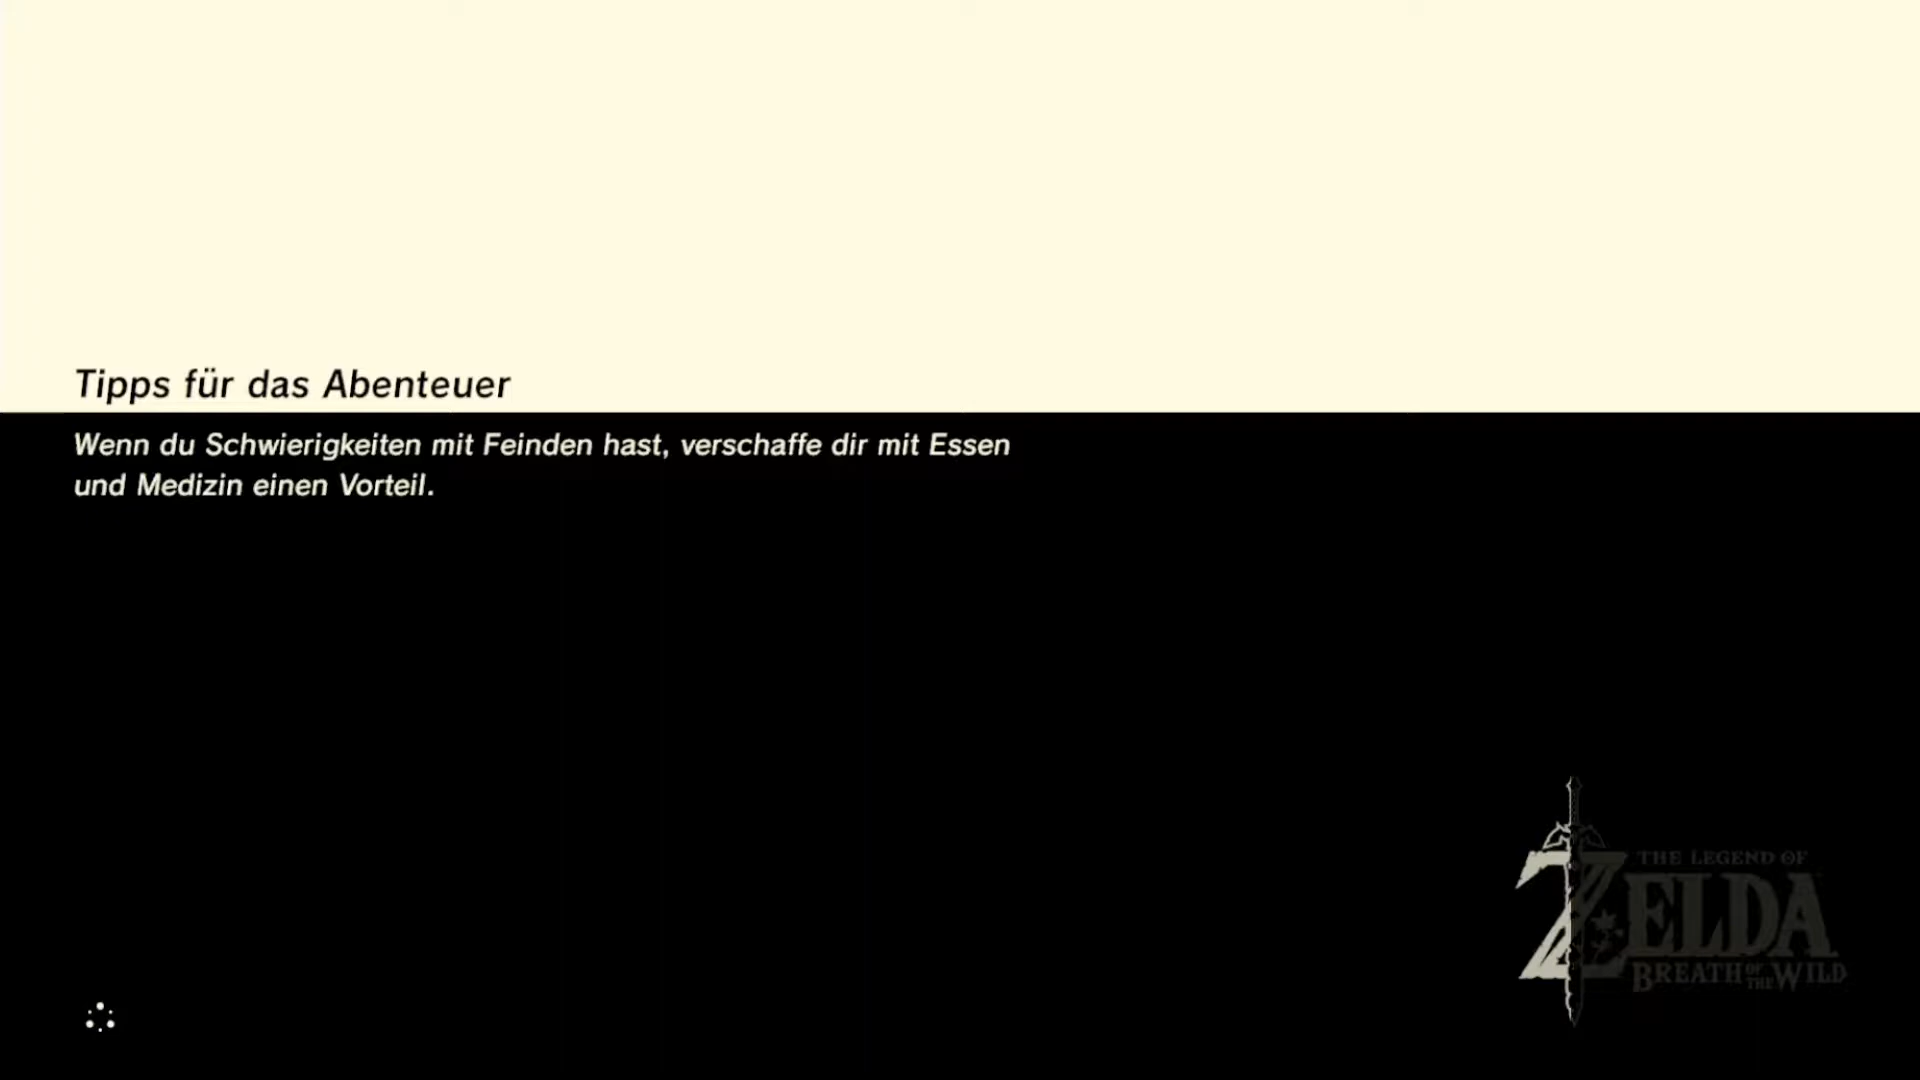 Tipps für das Abenteuer
Wenn du Schwierigkeiten mit Feinden hast, verschaffe dir mit Essen
und Medizin einen Vorteil.
THE LEGEND OF
ZELDA
BREATH OF THE WILD